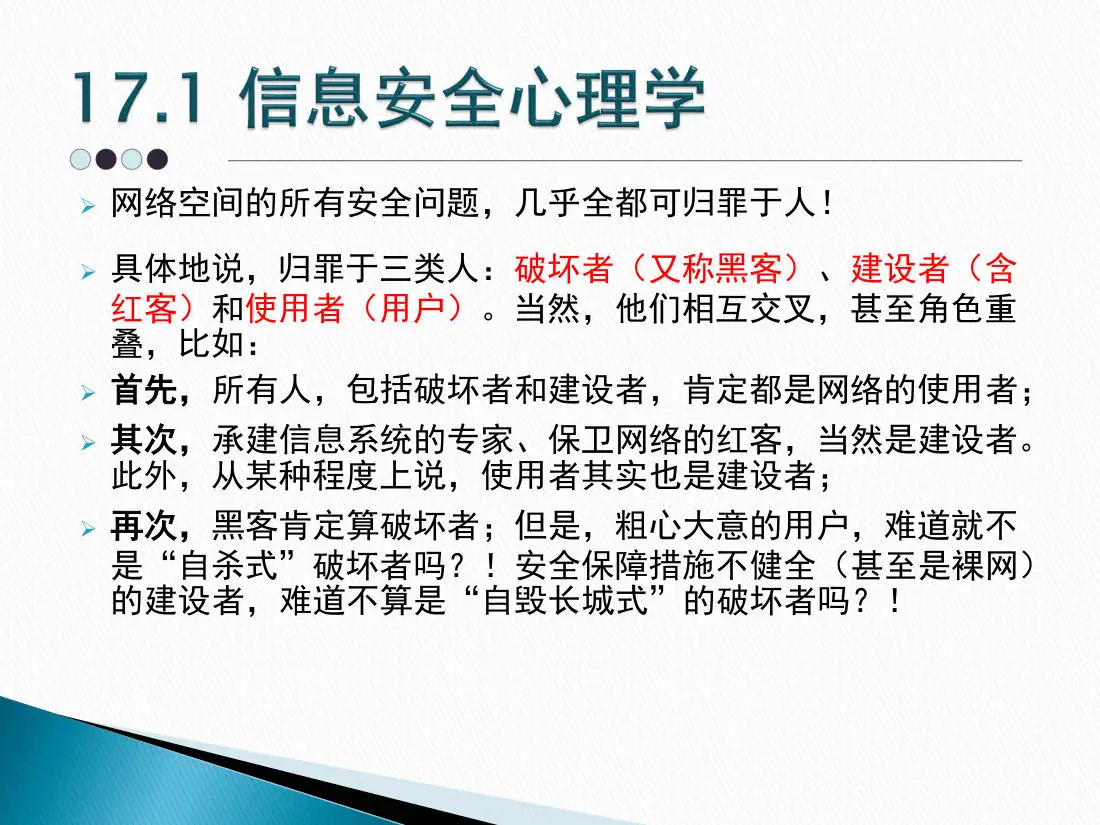 17.1 信息安全心理学
网络空间的所有安全问题，几乎全都可归罪于人！
具体地说，归罪于三类人：破坏者（又称黑客）、建设者（含
红客）和使用者（用户）。当然，他们相互交叉，甚至角色重
叠，比如：
首先，所有人，包括破坏者和建设者，肯定都是网络的使用者；
其次，承建信息系统的专家、保卫网络的红客，当然是建设者。
此外，从某种程度上说，使用者其实也是建设者；
再次，黑客肯定算破坏者；但是，粗心大意的用户，难道就不
是“自杀式”破坏者吗？！安全保障措施不健全（甚至是裸网）
的建设者，难道不算是“自毁长城式”的破坏者吗？！